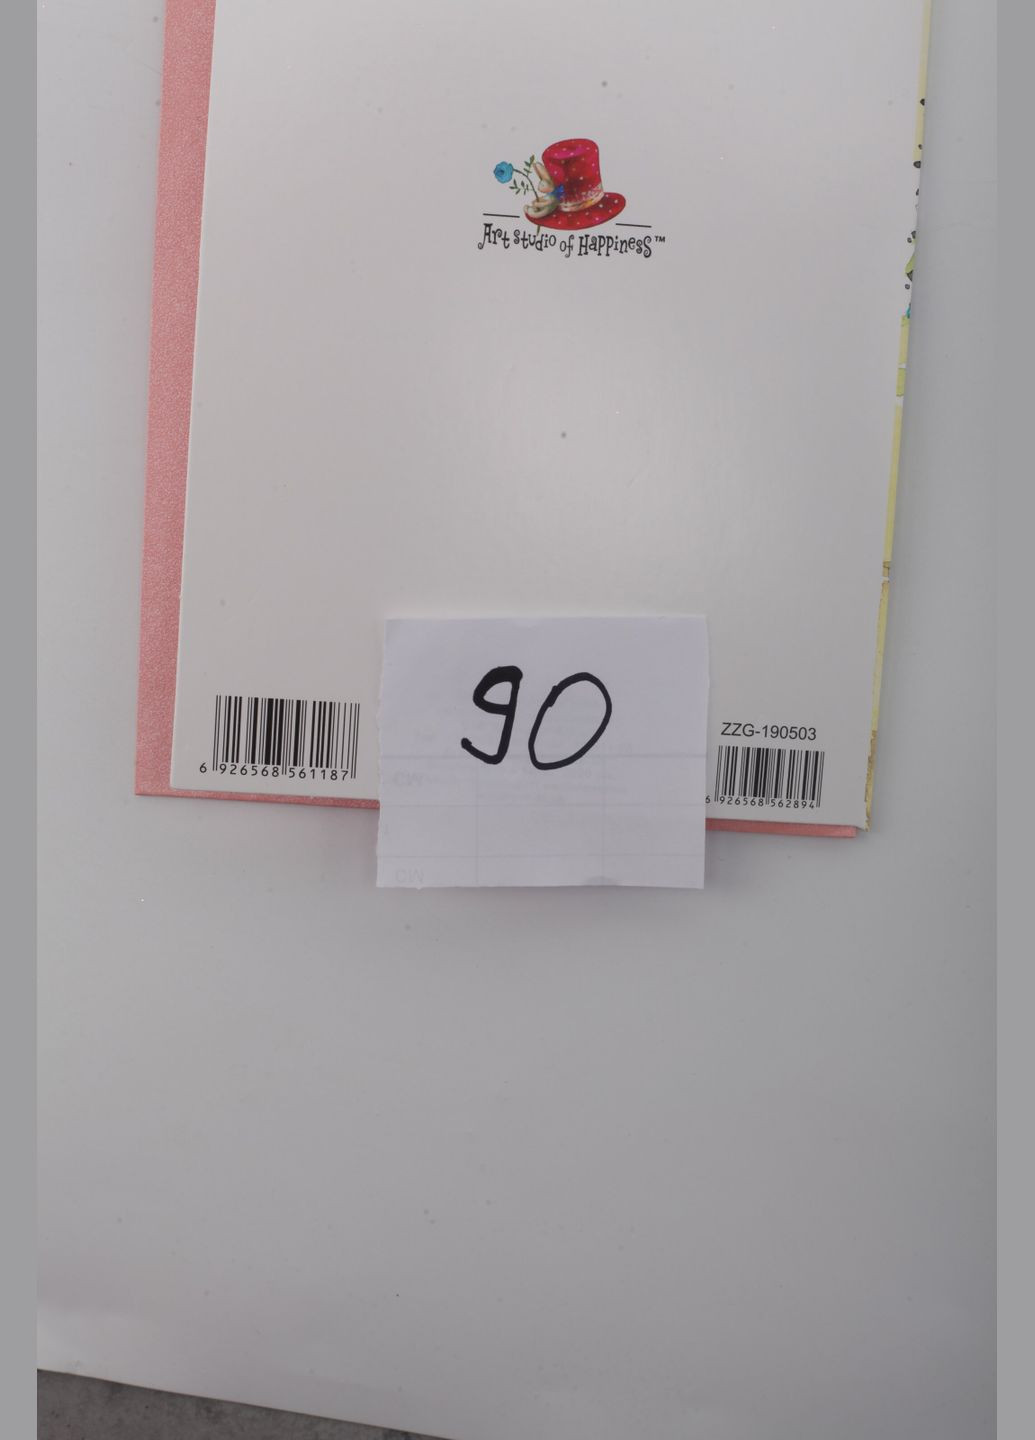 Art studio of Happiness™
90
ZZG-190503
6 926568 561187
6 926568 562894